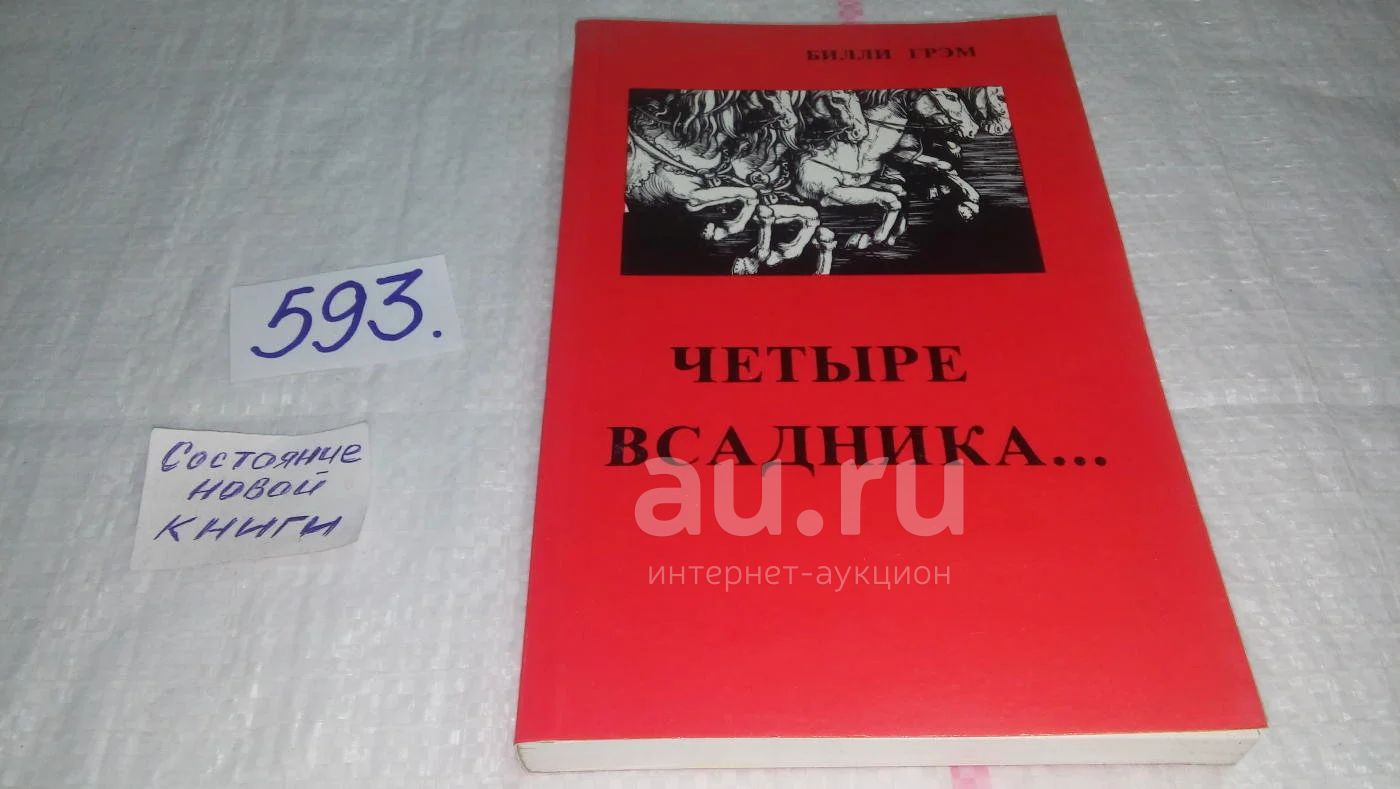 БИЛЛИ ГРЭМ
ЧЕТЫРЕ
ВСАДНИКА...
593.
Состояние
новой
книги
au.ru
интернет-аукцион